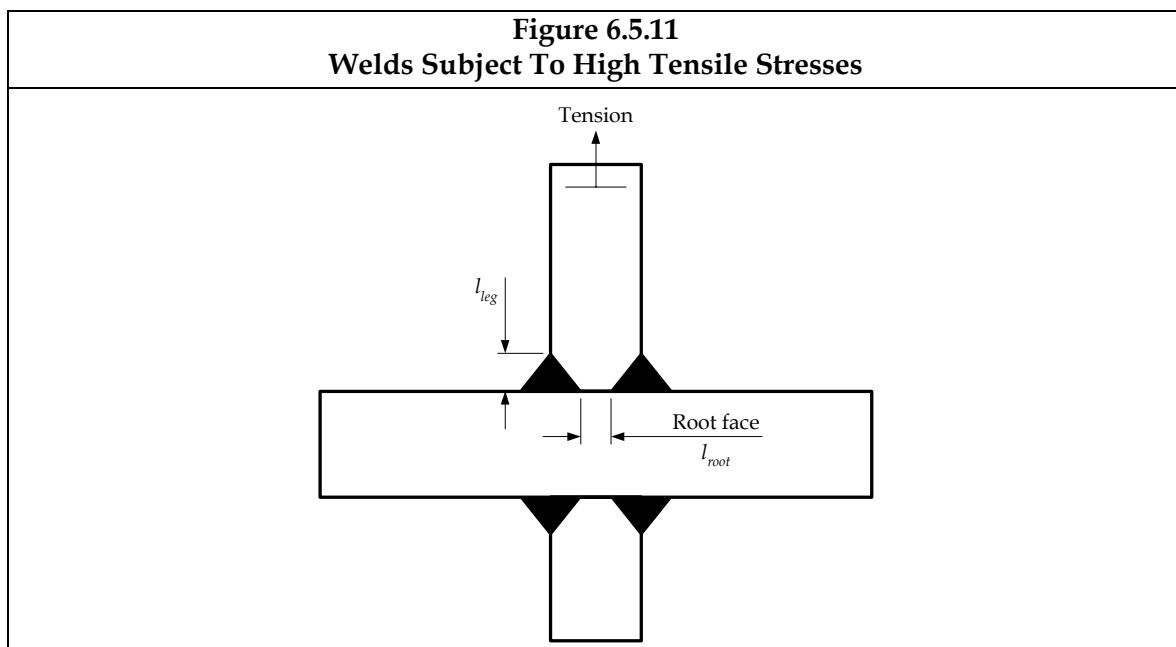 Figure 6.5.11
Welds Subject To High Tensile Stresses
Tension
l_leg
Root face
l_root